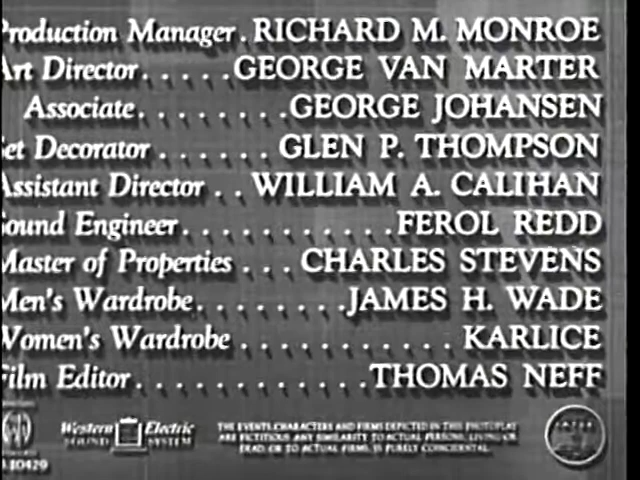 Production Manager . RICHARD M. MONROE
Art Director . . . . . GEORGE VAN MARTER
Associate . . . . . . . . GEORGE JOHANSEN
Set Decorator . . . . . . GLEN P. THOMPSON
Assistant Director . . WILLIAM A. CALIHAN
Sound Engineer . . . . . . . . . . . FEROL REDD
Master of Properties . . . CHARLES STEVENS
Men's Wardrobe . . . . . . . JAMES H. WADE
Women's Wardrobe . . . . . . . . . . . KARLICE
Film Editor . . . . . . . . . . . . THOMAS NEFF
Western Electric
SOUND SYSTEM
THE EVENTS, CHARACTERS AND FIRMS DEPICTED IN THIS PHOTOPLAY
ARE FICTITIOUS. ANY SIMILARITY TO ACTUAL PERSONS, LIVING OR
DEAD, OR TO ACTUAL FIRMS, IS PURELY COINCIDENTAL.
10429